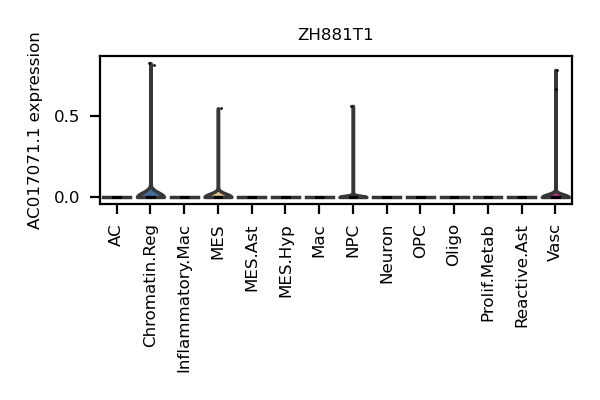 ZH881T1
AC017071.1 expression
0.5
0.0
AC
Chromatin.Reg
Inflammatory.Mac
MES
MES.Ast
MES.Hyp
Mac
NPC
Neuron
OPC
Oligo
Prolif.Metab
Reactive.Ast
Vasc